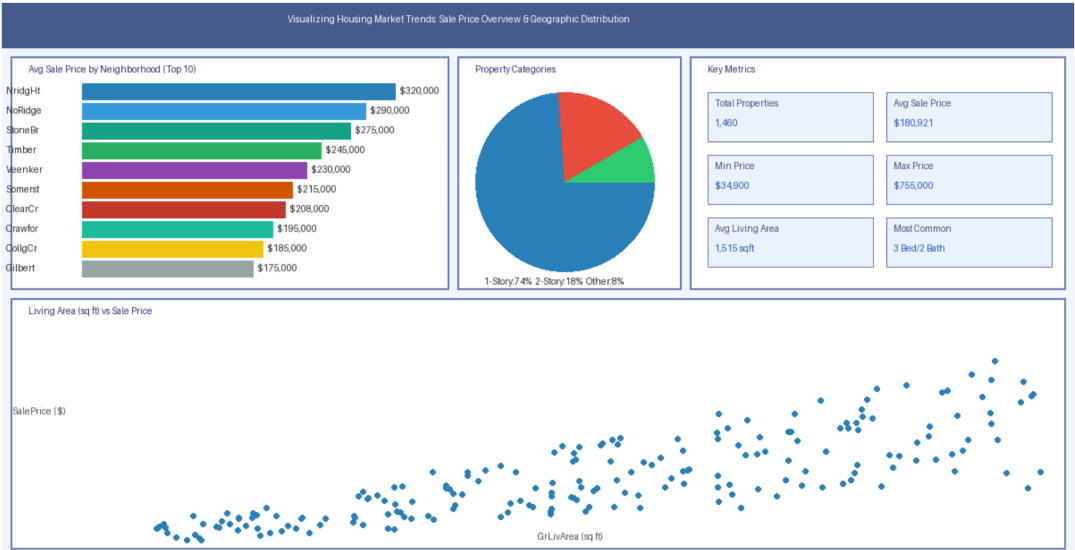 Visualizing Housing Market Trends: Sale Price Overview & Geographic Distribution
Avg Sale Price by Neighborhood (Top 10)
NridgHt $320,000
NoRidge $290,000
StoneBr $275,000
Timber $245,000
Veenker $230,000
Somerst $215,000
ClearCr $208,000
Crawfor $195,000
CollgCr $185,000
Gilbert $175,000
Property Categories
1-Story:74% 2-Story:18% Other:8%
Key Metrics
Total Properties
1,460
Avg Sale Price
$180,921
Min Price
$34,900
Max Price
$755,000
Avg Living Area
1,515 sqft
Most Common
3 Bed/2 Bath
Living Area (sq ft) vs Sale Price
SalePrice ($)
GrLivArea (sq ft)